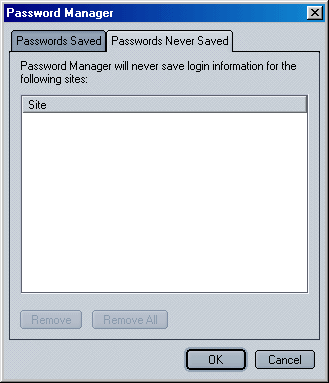 Password Manager
Passwords Saved
Passwords Never Saved
Password Manager will never save login information for the
following sites:
Site
Remove
Remove All
OK
Cancel